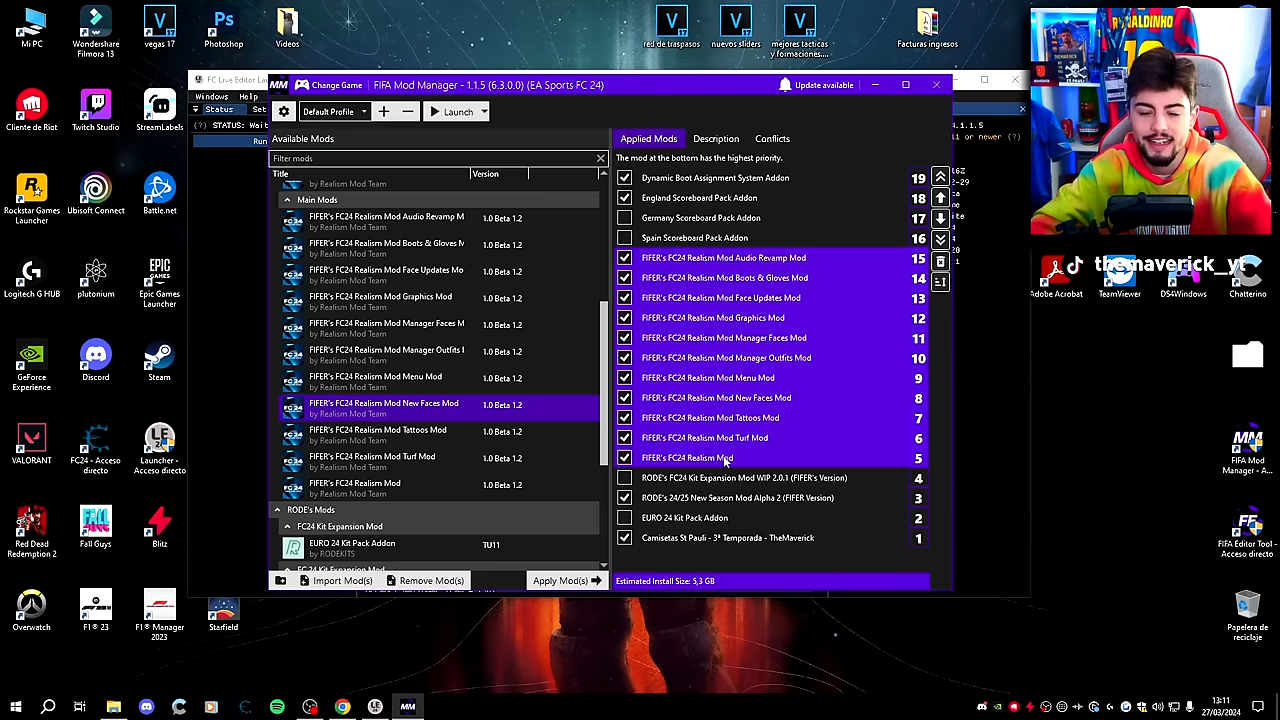 Mi PC
Wondershare
Filmora 13
vegas 17
Photoshop
Videos
red de traspasos
nuevos sliders
mejores tacticas
y formaciones....
Facturas ingresos
Cliente de Riot
Twitch Studio
StreamLabels
Rockstar Games
Launcher
Ubisoft Connect
Battle.net
Logitech G HUB
plutonium
Epic Games
Launcher
GeForce
Experience
Discord
Steam
VALORANT
FC24 - Acceso
directo
Launcher -
Acceso directo
Red Dead
Redemption 2
Fall Guys
Blitz
Overwatch
F1® 23
F1® Manager
2023
Starfield
FC Live Editor La
Windows Help
Status Set
(?) STATUS: Wai
Run
MM Change Game FIFA Mod Manager - 1.1.5 (6.3.0.0) (EA Sports FC 24)
Update available
Default Profile
Launch
Available Mods
Filter mods
Title Version
by Realism Mod Team
Main Mods
FIFER's FC24 Realism Mod Audio Revamp M 1.0 Beta 1.2
by Realism Mod Team
FIFER's FC24 Realism Mod Boots & Gloves M 1.0 Beta 1.2
by Realism Mod Team
FIFER's FC24 Realism Mod Face Updates Mo 1.0 Beta 1.2
by Realism Mod Team
FIFER's FC24 Realism Mod Graphics Mod 1.0 Beta 1.2
by Realism Mod Team
FIFER's FC24 Realism Mod Manager Faces M 1.0 Beta 1.2
by Realism Mod Team
FIFER's FC24 Realism Mod Manager Outfits I 1.0 Beta 1.2
by Realism Mod Team
FIFER's FC24 Realism Mod Menu Mod 1.0 Beta 1.2
by Realism Mod Team
FIFER's FC24 Realism Mod New Faces Mod 1.0 Beta 1.2
by Realism Mod Team
FIFER's FC24 Realism Mod Tattoos Mod 1.0 Beta 1.2
by Realism Mod Team
FIFER's FC24 Realism Mod Turf Mod 1.0 Beta 1.2
by Realism Mod Team
FIFER's FC24 Realism Mod 1.0 Beta 1.2
by Realism Mod Team
RODE's Mods
FC24 Kit Expansion Mod
EURO 24 Kit Pack Addon TU11
by RODEKITS
Import Mod(s)
Remove Mod(s)
Apply Mod(s)
Applied Mods Description Conflicts
The mod at the bottom has the highest priority.
Dynamic Boot Assignment System Addon 19
England Scoreboard Pack Addon 18
Germany Scoreboard Pack Addon 17
Spain Scoreboard Pack Addon 16
FIFER's FC24 Realism Mod Audio Revamp Mod 15
FIFER's FC24 Realism Mod Boots & Gloves Mod 14
FIFER's FC24 Realism Mod Face Updates Mod 13
FIFER's FC24 Realism Mod Graphics Mod 12
FIFER's FC24 Realism Mod Manager Faces Mod 11
FIFER's FC24 Realism Mod Manager Outfits Mod 10
FIFER's FC24 Realism Mod Menu Mod 9
FIFER's FC24 Realism Mod New Faces Mod 8
FIFER's FC24 Realism Mod Tattoos Mod 7
FIFER's FC24 Realism Mod Turf Mod 6
FIFER's FC24 Realism Mod 5
RODE's FC24 Kit Expansion Mod WIP 2.0.1 (FIFER's Version) 4
RODE's 24/25 New Season Mod Alpha 2 (FIFER Version) 3
EURO 24 Kit Pack Addon 2
Camisetas St Pauli - 3ª Temporada - TheMaverick 1
Estimated Install Size: 5,3 GB
.1.1.5
l1 or newer (?)
RONALDINHO
10
themaverick_yt
Adobe Acrobat
TeamViewer
DS4Windows
Chatterino
FIFA Mod
Manager - A...
FIFA Editor Tool -
Acceso directo
Papelera de
reciclaje
13:11
27/03/2024